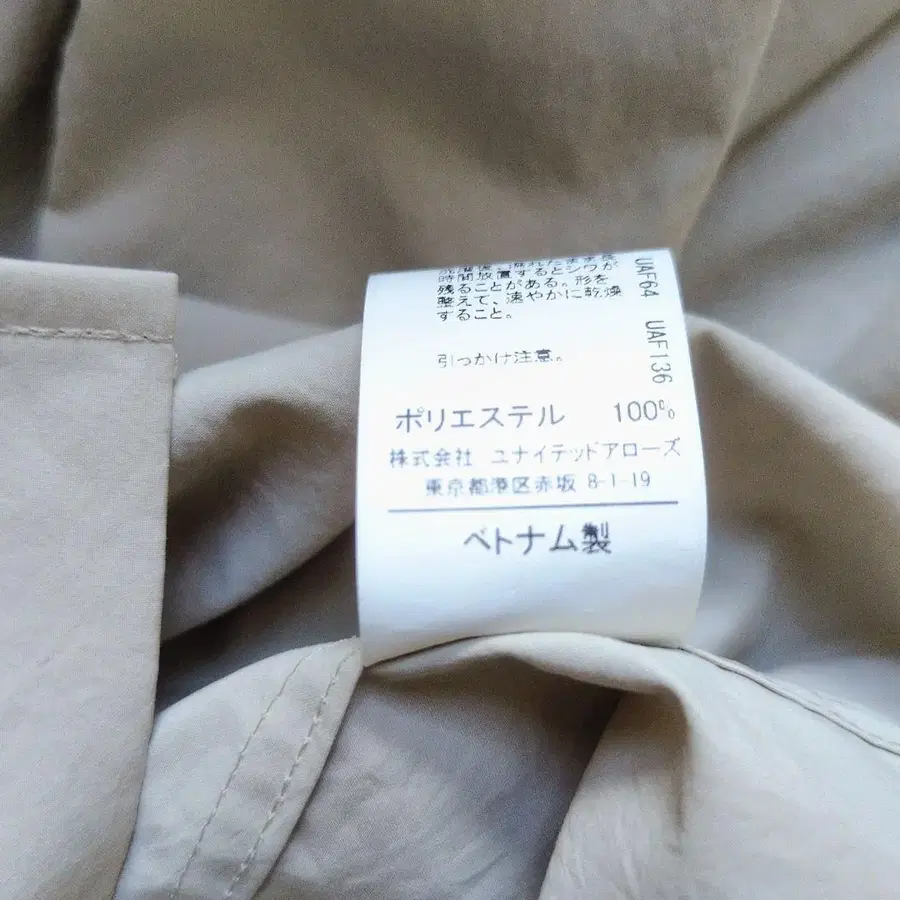 時間放置するとシワが
残ることがある。形を
整えて、速やかに乾燥
すること。
引っかけ注意。
ポリエステル 100%
株式会社 ユナイテッドアローズ
東京都港区赤坂 8-1-19
ベトナム製
UAF64 UAF136